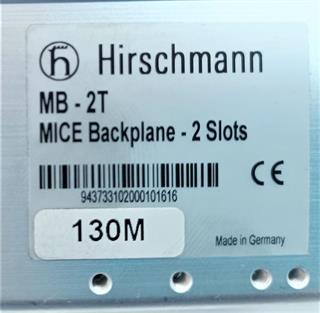 Hirschmann
MB - 2T
MICE Backplane - 2 Slots
943733102000101616
CE
130M
Made in Germany